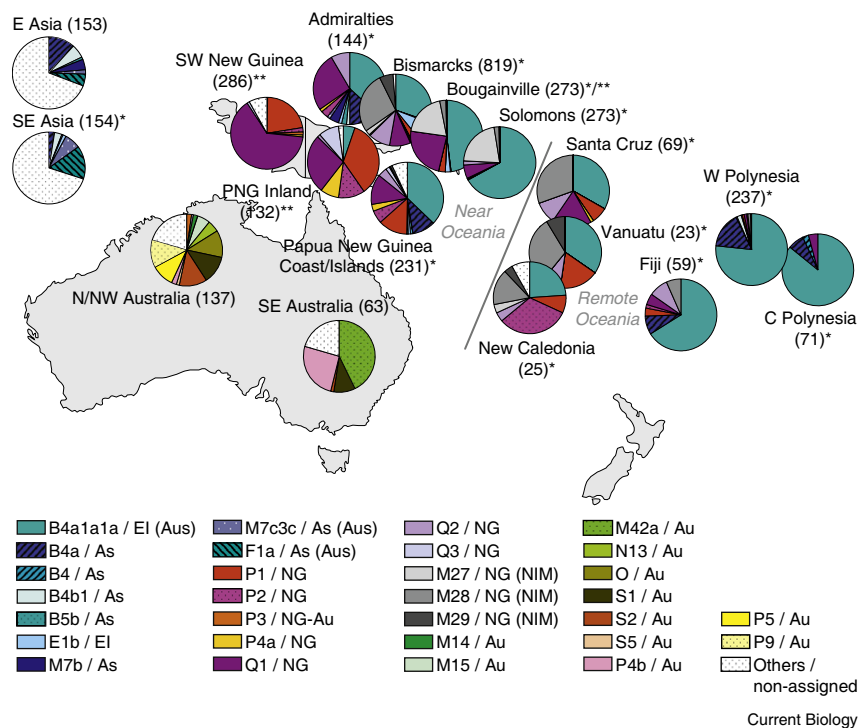 E Asia (153)
SE Asia (154)*
SW New Guinea
(286)**
Admiralties
(144)*
Bismarcks (819)*
Bougainville (273)*/**
Solomons (273)*
Santa Cruz (69)*
W Polynesia
(237)*
PNG Inland
(132)**
Near
Oceania
Vanuatu (23)*
Papua New Guinea
Coast/Islands (231)*
Fiji (59)*
Remote
Oceania
C Polynesia
(71)*
N/NW Australia (137)
SE Australia (63)
New Caledonia
(25)*
B4a1a1a / EI (Aus)
B4a / As
B4 / As
B4b1 / As
B5b / As
E1b / EI
M7b / As
M7c3c / As (Aus)
F1a / As (Aus)
P1 / NG
P2 / NG
P3 / NG-Au
P4a / NG
Q1 / NG
Q2 / NG
Q3 / NG
M27 / NG (NIM)
M28 / NG (NIM)
M29 / NG (NIM)
M14 / Au
M15 / Au
M42a / Au
N13 / Au
O / Au
S1 / Au
S2 / Au
S5 / Au
P4b / Au
P5 / Au
P9 / Au
Others /
non-assigned
Current Biology